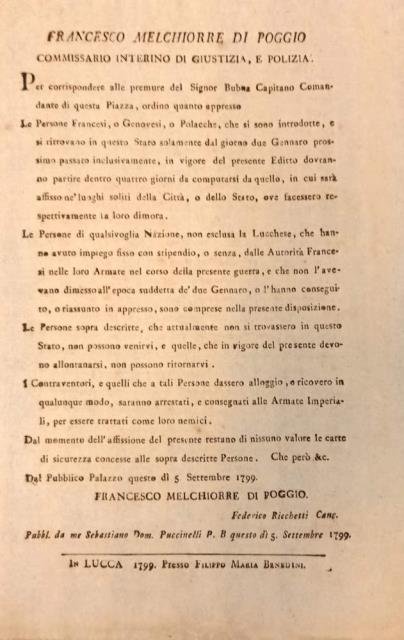 FRANCESCO MELCHIORRE DI POGGIO
COMMISSARIO INTERINO DI GIUSTIZIA, E POLIZIA.
Per corrispondere alle premure del Signor Bubna Capitano Coman-
dante di questa Piazza, ordino quanto appresso
Le Persone Francesi, o Genovesi, o Polacche, che si sono introdotte, e
si ritrovano in questo Stato solamente dal giorno due Gennaro pros-
simo passato inclusivamente, in vigore del presente Editto dovran-
no partire dentro quattro giorni da computarsi da quello, in cui sarà
affisso ne' luoghi soliti della Città, o dello Stato, ove facessero re-
spettivamente la loro dimora.
Le Persone di qualsivoglia Nazione, non esclusa la Lucchese, che han-
no avuto impiego fisso con stipendio, o senza, dalle Autorità France-
si nelle loro Armate nel corso della presente guerra, e che non l'ave-
vano dimesso all'epoca suddetta de' due Gennaro, o l'hanno consegui-
to, o riassunto in appresso, sono comprese nella presente disposizione.
Le Persone sopra descritte, che attualmente non si trovassero in questo
Stato, non possono venirvi, e quelle, che in vigore del presente devo-
no allontanarsi, non possono ritornarvi.
I Contraventori, e quelli che a tali Persone dassero alloggio, o ricovero in
qualunque modo, saranno arrestati, e consegnati alle Armate Imperia-
li, per essere trattati come loro nemici.
Dal momento dell'affissione del presente restano di nissuno valore le carte
di sicurezza concesse alle sopra descritte Persone. Che però &c.
Dal Pubblico Palazzo questo dì 5 Settembre 1799.
FRANCESCO MELCHIORRE DI POGGIO.
Federico Ricchetti Canc.
Pubbl. da me Sebastiano Dom. Puccinelli P. B questo dì 5. Settembre 1799.
IN LUCCA 1799. PRESSO FILIPPO MARIA BENEDINI.